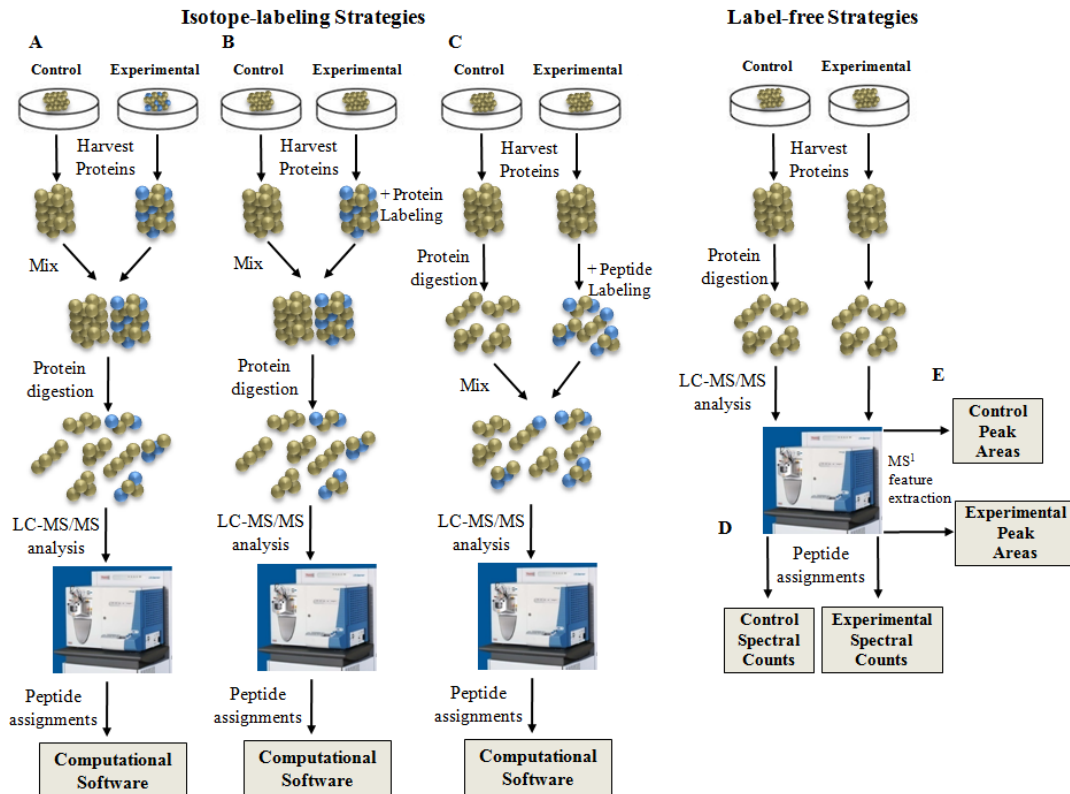 Isotope-labeling Strategies
Label-free Strategies
A
B
C
Control
Experimental
Control
Experimental
Control
Experimental
Control
Experimental
Harvest
Proteins
Harvest
Proteins
+ Protein
Labeling
Harvest
Proteins
Harvest
Proteins
Mix
Mix
Protein
digestion
+ Peptide
Labeling
Protein
digestion
Protein
digestion
Protein
digestion
Mix
LC-MS/MS
analysis
E
Control
Peak
Areas
MS¹
feature
extraction
Experimental
Peak
Areas
LC-MS/MS
analysis
LC-MS/MS
analysis
LC-MS/MS
analysis
D
Peptide
assignments
Control
Spectral
Counts
Experimental
Spectral
Counts
Peptide
assignments
Peptide
assignments
Peptide
assignments
Computational
Software
Computational
Software
Computational
Software